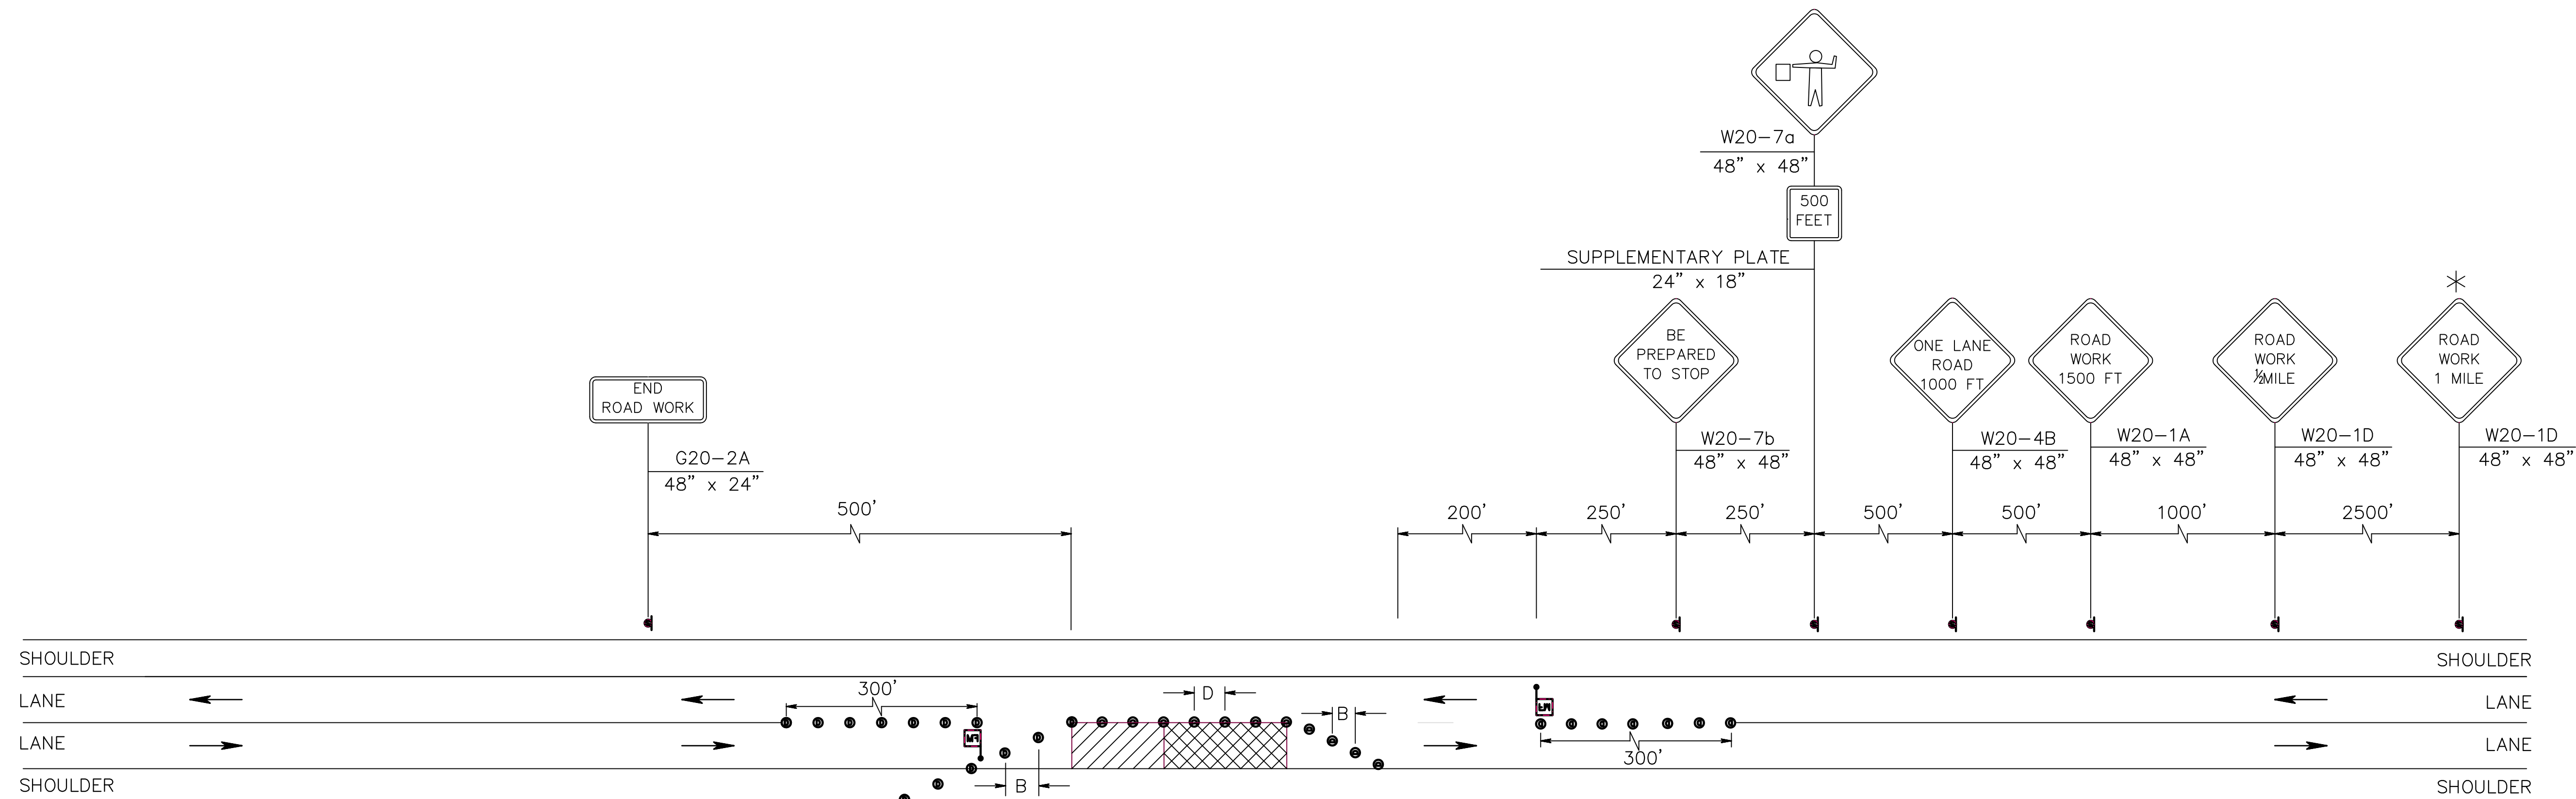 W20-7a
48" x 48"
500
FEET
SUPPLEMENTARY PLATE
24" x 18"
END
ROAD WORK
G20-2A
48" x 24"
BE
PREPARED
TO STOP
W20-7b
48" x 48"
ONE LANE
ROAD
1000 FT
W20-4B
48" x 48"
ROAD
WORK
1500 FT
W20-1A
48" x 48"
ROAD
WORK
½MILE
W20-1D
48" x 48"
*
ROAD
WORK
1 MILE
W20-1D
48" x 48"
500'
200'
250'
250'
500'
500'
1000'
2500'
SHOULDER
SHOULDER
LANE
300'
D
B
LANE
LANE
300'
LANE
SHOULDER
B
SHOULDER